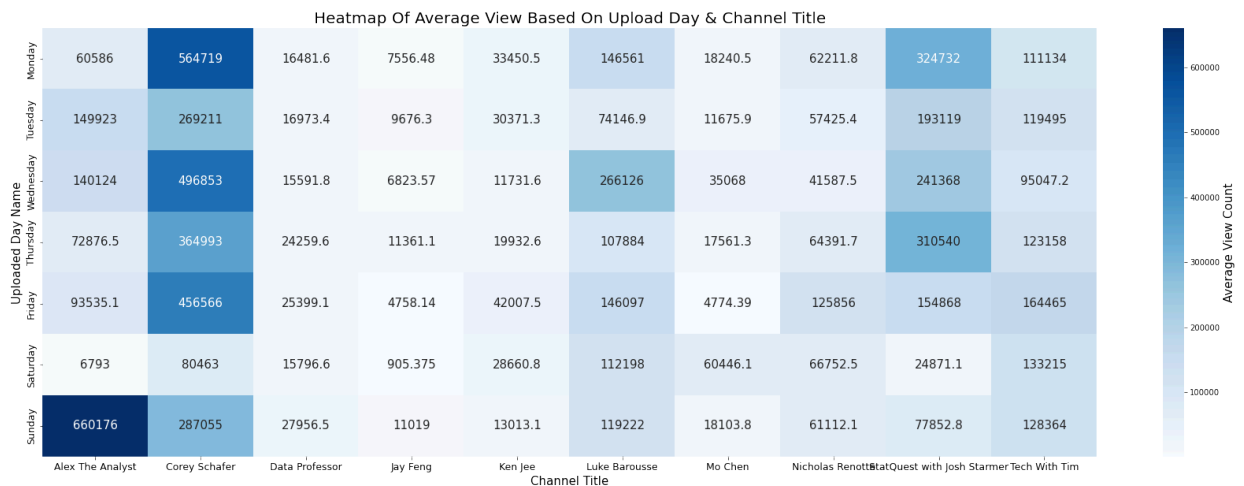 Heatmap Of Average View Based On Upload Day & Channel Title
Uploaded Day Name
Monday 60586 564719 16481.6 7556.48 33450.5 146561 18240.5 62211.8 324732 111134
Tuesday 149923 269211 16973.4 9676.3 30371.3 74146.9 11675.9 57425.4 193119 119495
Wednesday 140124 496853 15591.8 6823.57 11731.6 266126 35068 41587.5 241368 95047.2
Thursday 72876.5 364993 24259.6 11361.1 19932.6 107884 17561.3 64391.7 310540 123158
Friday 93535.1 456566 25399.1 4758.14 42007.5 146097 4774.39 125856 154868 164465
Saturday 6793 80463 15796.6 905.375 28660.8 112198 60446.1 66752.5 24871.1 133215
Sunday 660176 287055 27956.5 11019 13013.1 119222 18103.8 61112.1 77852.8 128364
Alex The Analyst Corey Schafer Data Professor Jay Feng Ken Jee Luke Barousse Mo Chen Nicholas Renotte StatQuest with Josh Starmer Tech With Tim
Channel Title
600000
500000
400000
300000
200000
100000
Average View Count